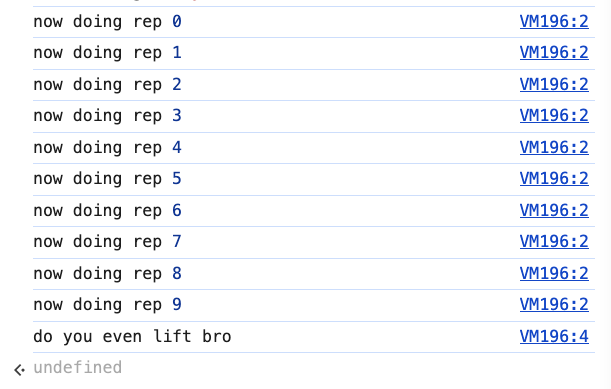 now doing rep 0 VM196:2
now doing rep 1 VM196:2
now doing rep 2 VM196:2
now doing rep 3 VM196:2
now doing rep 4 VM196:2
now doing rep 5 VM196:2
now doing rep 6 VM196:2
now doing rep 7 VM196:2
now doing rep 8 VM196:2
now doing rep 9 VM196:2
do you even lift bro VM196:4
undefined